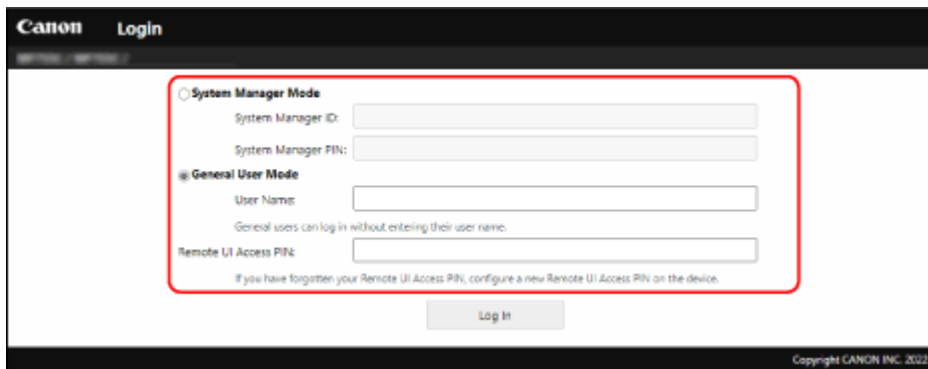 Canon Login
System Manager Mode
System Manager ID:
System Manager PIN:
General User Mode
User Name:
General users can log in without entering their user name.
Remote UI Access PIN:
If you have forgotten your Remote UI Access PIN, configure a new Remote UI Access PIN on the device.
Log In
Copyright CANON INC. 2022